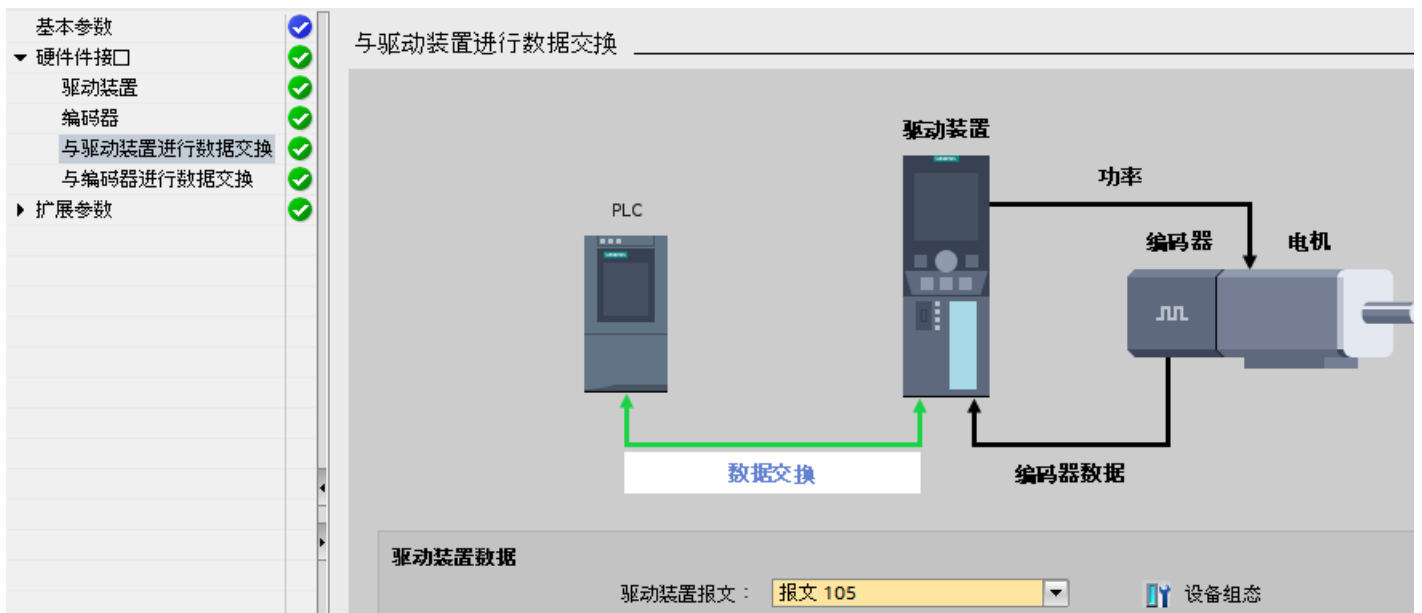 基本参数
硬件件接口
驱动装置
编码器
与驱动装置进行数据交换
与编码器进行数据交换
扩展参数
与驱动装置进行数据交换
驱动装置
功率
PLC
编码器
电机
数据交换
编码器数据
驱动装置数据
驱动装置报文：
报文 105
设备组态